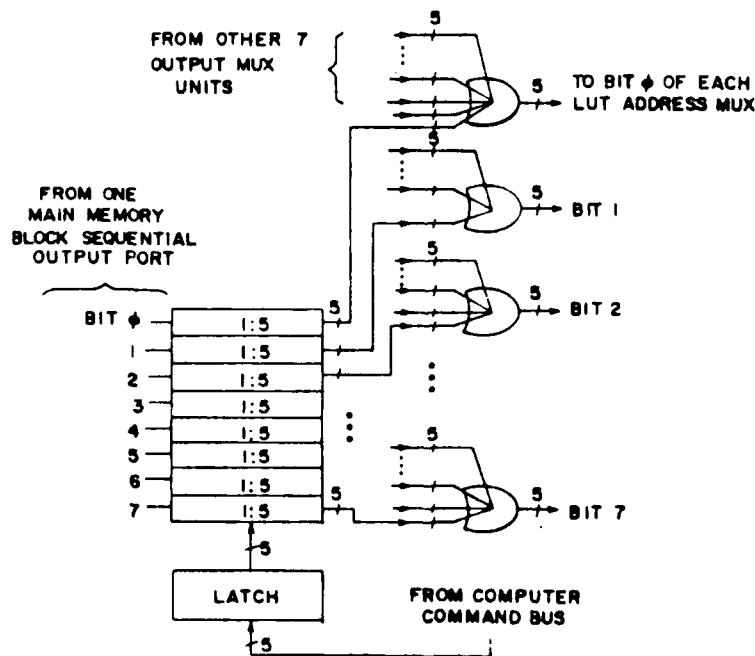 5
FROM OTHER 7
OUTPUT MUX
UNITS
5
TO BIT ϕ OF EACH
LUT ADDRESS MUX
5
5
BIT 1
FROM ONE
MAIN MEMORY
BLOCK SEQUENTIAL
OUTPUT PORT
5
5
BIT 2
BIT ϕ
1:5
5
1
1:5
2
1:5
3
1:5
4
1:5
5
1:5
6
1:5
7
1:5
5
5
5
BIT 7
5
LATCH
FROM COMPUTER
COMMAND BUS
5